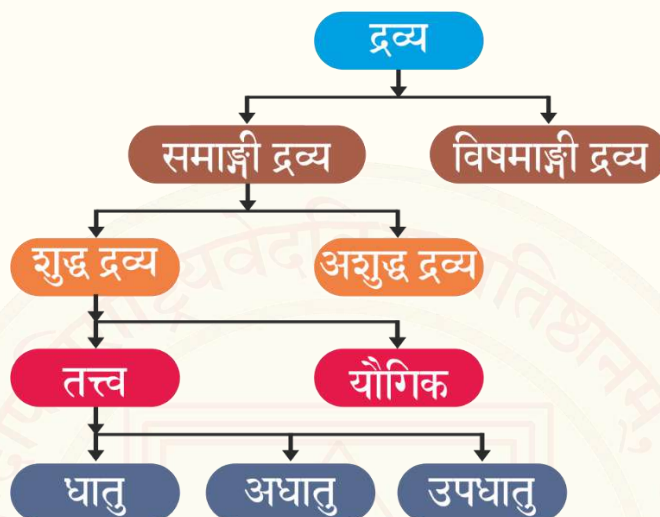 द्रव्य
समाङ्गी द्रव्य
विषमाङ्गी द्रव्य
शुद्ध द्रव्य
अशुद्ध द्रव्य
तत्त्व
यौगिक
धातु
अधातु
उपधातु